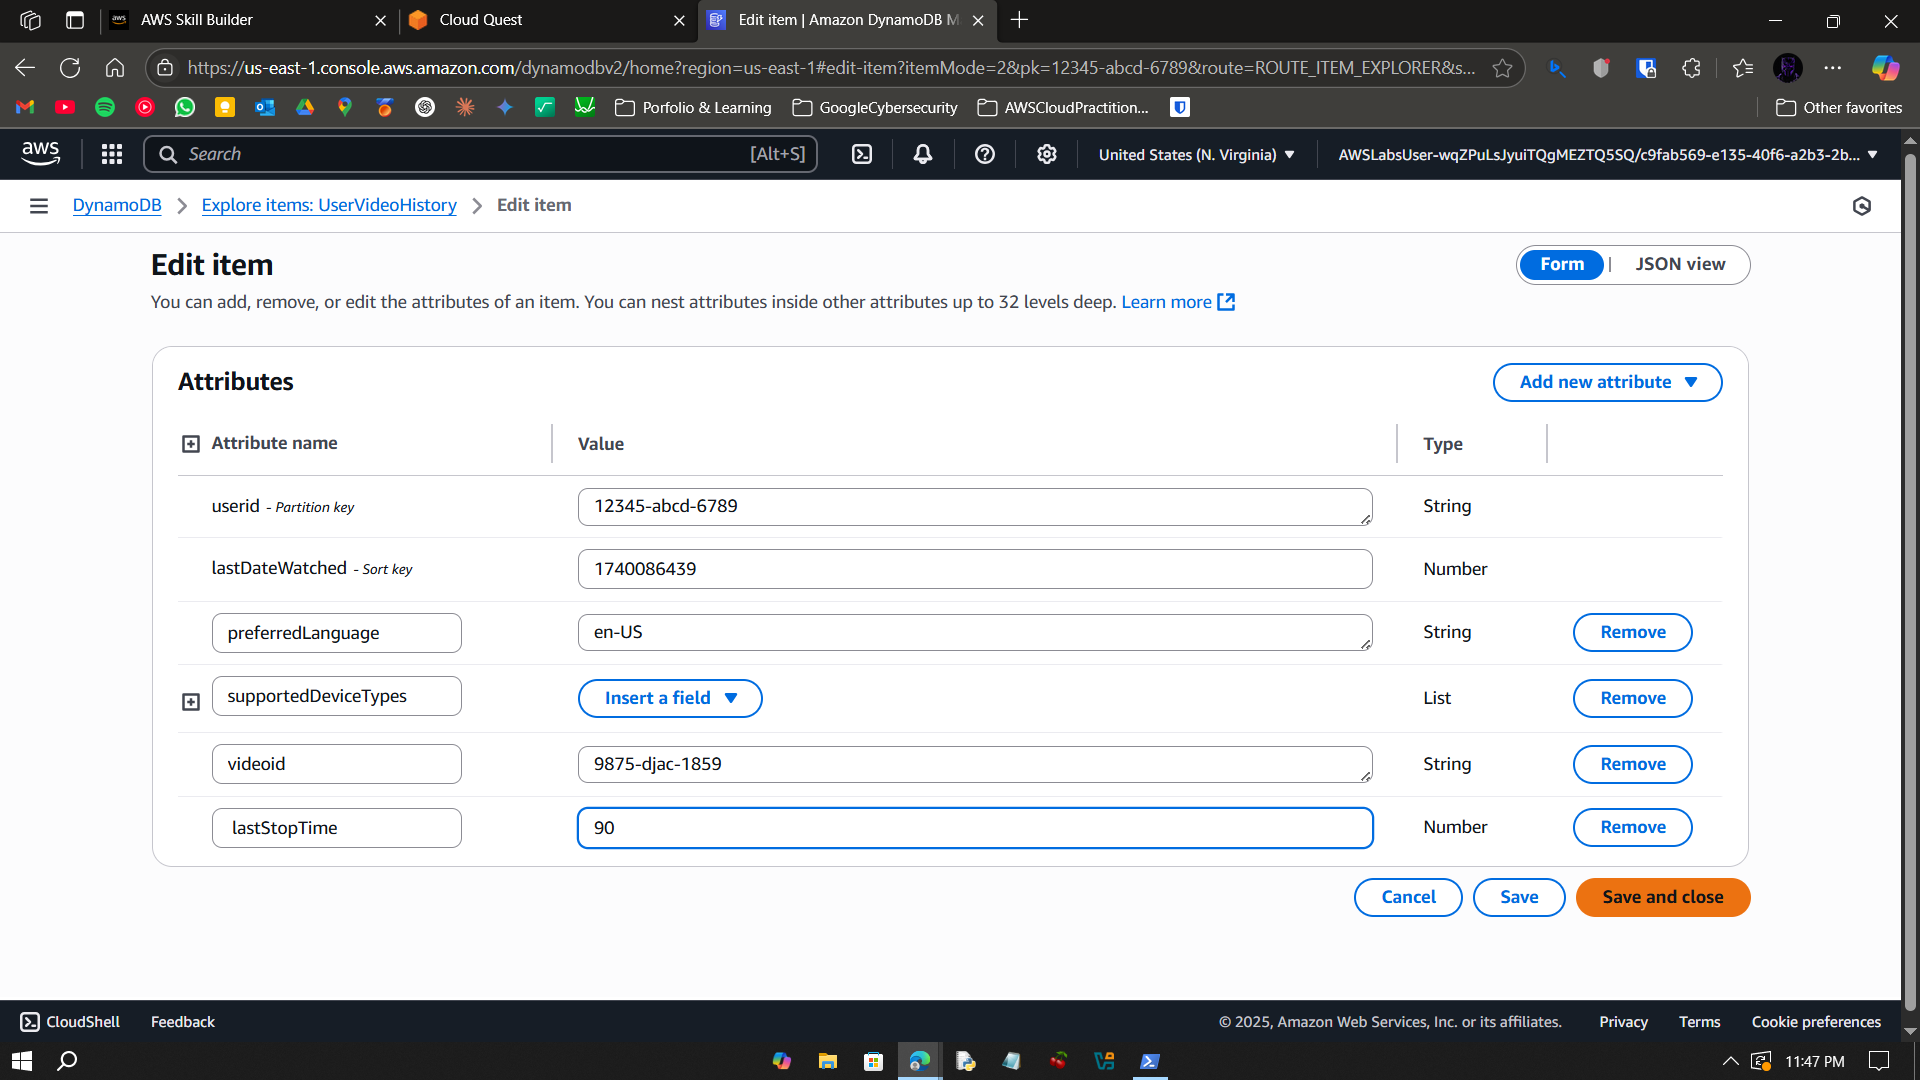 AWS Skill Builder
Cloud Quest
Edit item | Amazon DynamoDB M
https://us-east-1.console.aws.amazon.com/dynamodbv2/home?region=us-east-1#edit-item?itemMode=2&pk=12345-abcd-6789&route=ROUTE_ITEM_EXPLORER&s...
Porfolio & Learning
GoogleCybersecurity
AWSCloudPractition...
Other favorites
aws
Search
[Alt+S]
United States (N. Virginia)
AWSLabsUser-wqZPuLsJyuiTQgMEZTQ5SQ/c9fab569-e135-40f6-a2b3-2b...
DynamoDB
Explore items: UserVideoHistory
Edit item
Edit item
Form | JSON view
You can add, remove, or edit the attributes of an item. You can nest attributes inside other attributes up to 32 levels deep. Learn more
Attributes
Add new attribute
Attribute name
Value
Type
userid - Partition key
12345-abcd-6789
String
lastDateWatched - Sort key
1740086439
Number
preferredLanguage
en-US
String
Remove
supportedDeviceTypes
Insert a field
List
Remove
videoid
9875-djac-1859
String
Remove
lastStopTime
90
Number
Remove
Cancel
Save
Save and close
CloudShell
Feedback
© 2025, Amazon Web Services, Inc. or its affiliates.
Privacy
Terms
Cookie preferences
11:47 PM